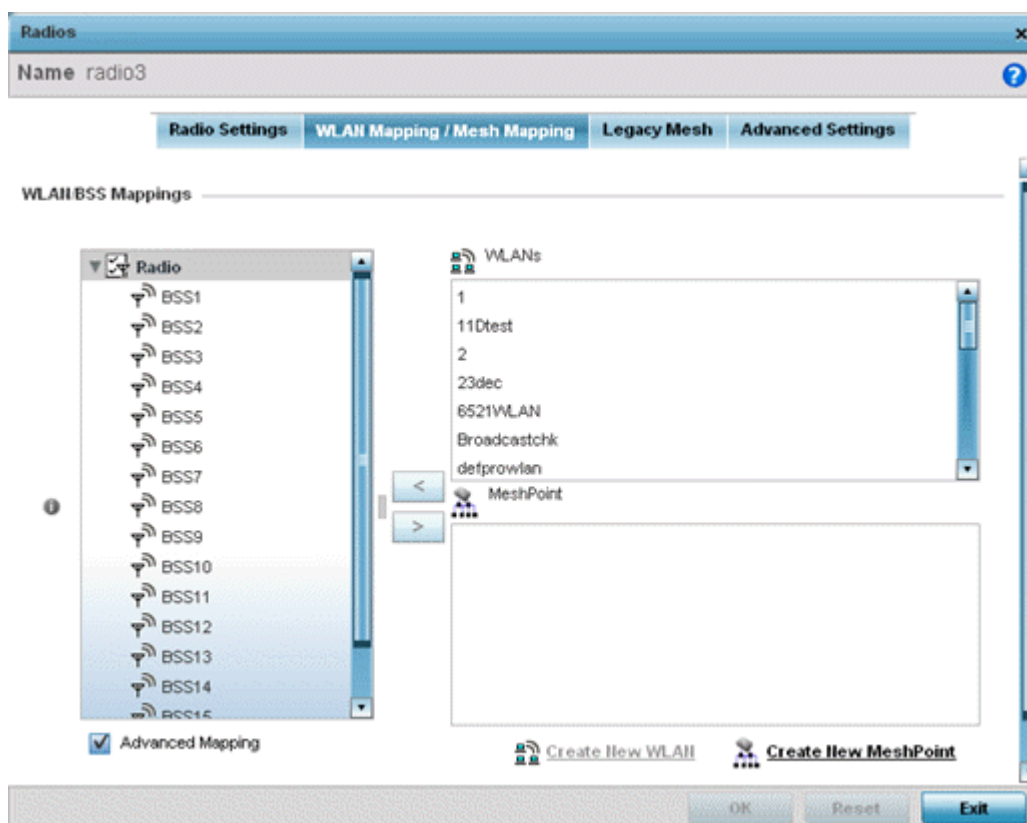 Radios
Name radio3
Radio Settings
WLAN Mapping / Mesh Mapping
Legacy Mesh
Advanced Settings
WLAN/BSS Mappings
Radio
BSS1
BSS2
BSS3
BSS4
BSS5
BSS6
BSS7
BSS8
BSS9
BSS10
BSS11
BSS12
BSS13
BSS14
BSS15
Advanced Mapping
<
>
WLANs
1
11Dtest
2
23dec
6521WLAN
Broadcastchk
defprowlan
MeshPoint
Create New WLAN
Create New MeshPoint
OK
Reset
Exit